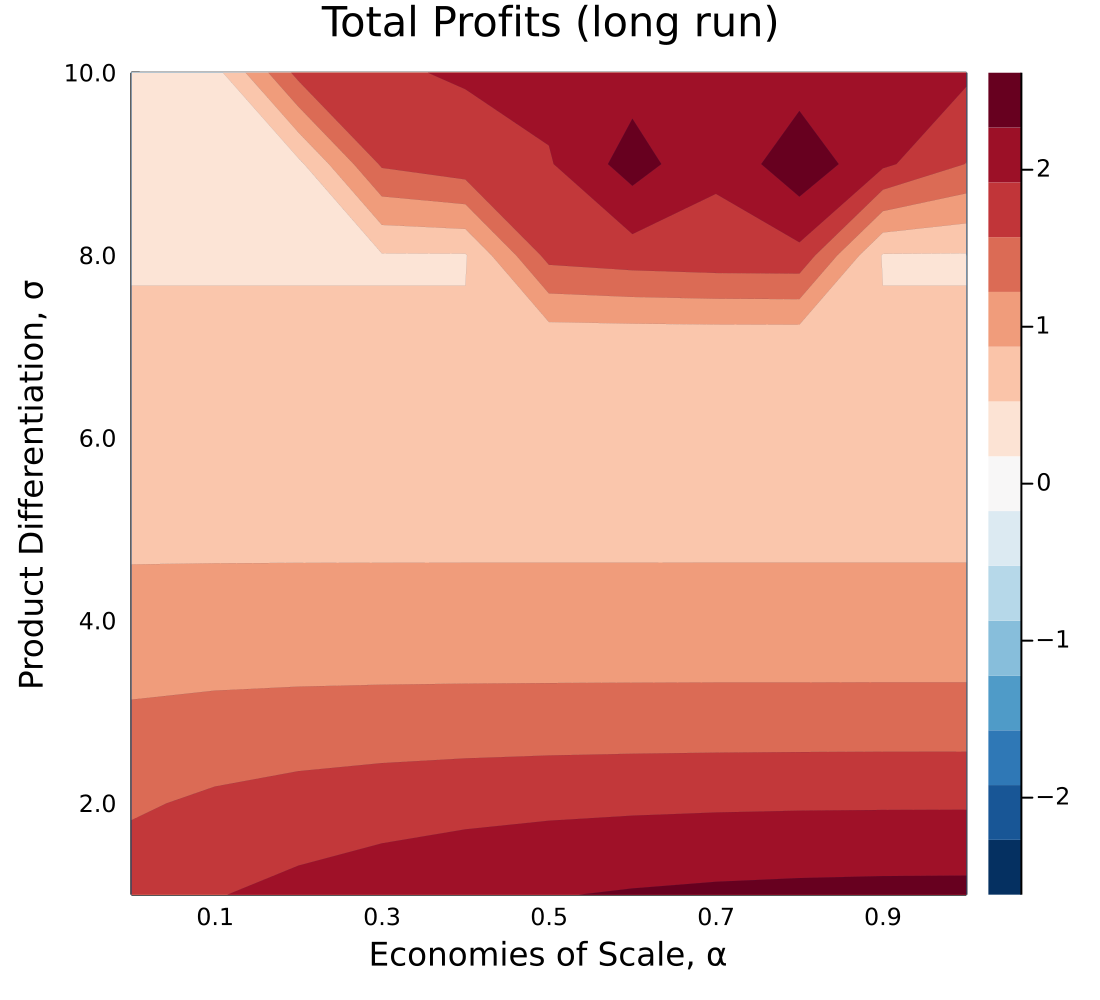 Total Profits (long run)
10.0
8.0
6.0
4.0
2.0
Product Differentiation, σ
0.1 0.3 0.5 0.7 0.9
Economies of Scale, α
2
1
0
−1
−2